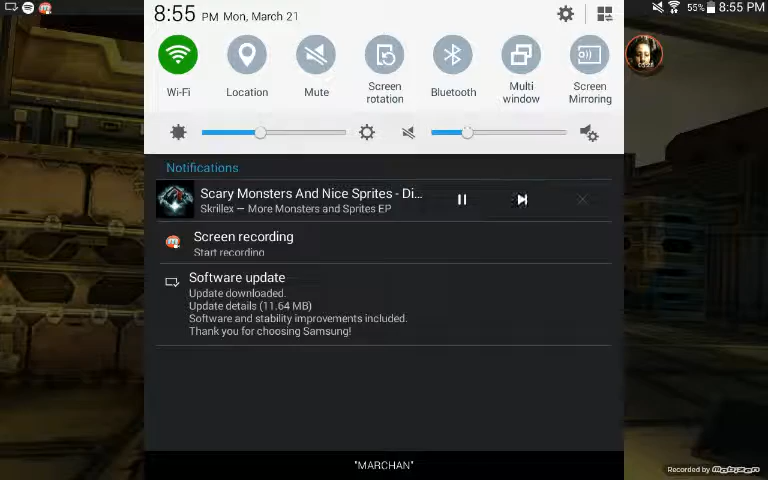 8:55 PM Mon, March 21
55% 8:55 PM
Wi-Fi
Location
Mute
Screen rotation
Bluetooth
Multi window
Screen Mirroring
Notifications
Scary Monsters And Nice Sprites - Di...
Skrillex — More Monsters and Sprites EP
Screen recording
Start recording
Software update
Update downloaded.
Update details (11.64 MB)
Software and stability improvements included.
Thank you for choosing Samsung!
"MARCHAN"
Recorded by Mobizen